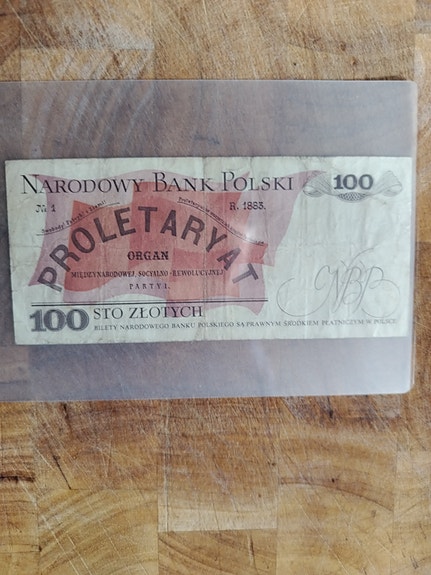 NARODOWY BANK POLSKI
100
№ 1
R. 1883.
PROLETARYAT
ORGAN
MIĘDZYNARODOWEJ SOCYALNO-REWOLUCYJNEJ
PARTYI.
NBP
100 STO ZŁOTYCH
BILETY NARODOWEGO BANKU POLSKIEGO SĄ PRAWNYM ŚRODKIEM PŁATNICZYM W POLSCE